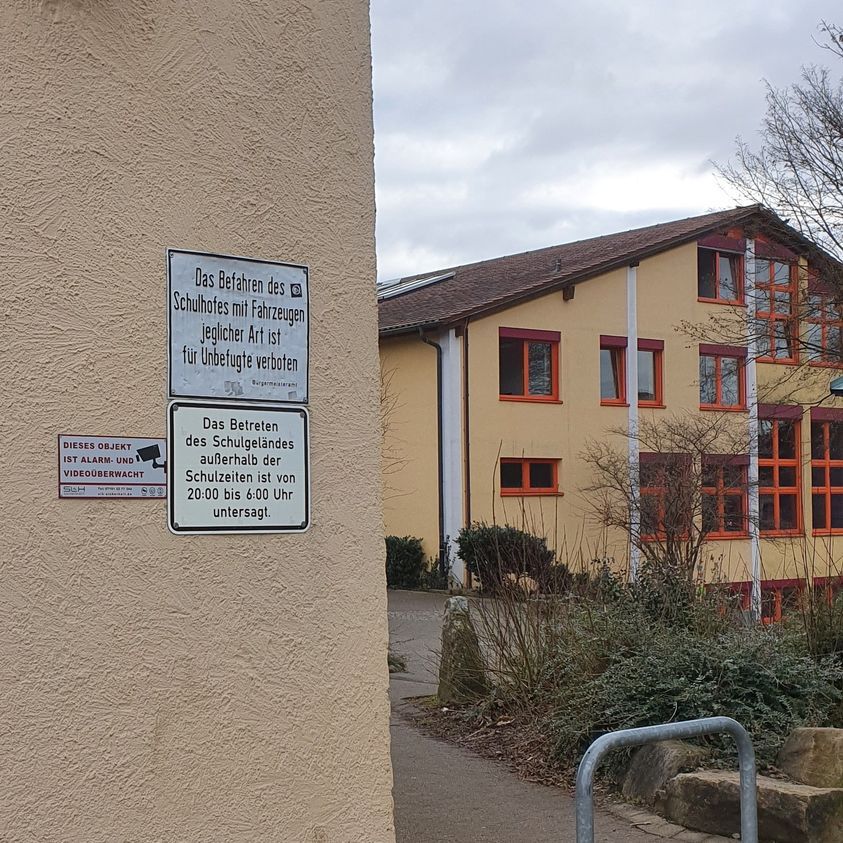 Das Befahren des
Schulhofes mit Fahrzeugen
jeglicher Art ist
für Unbefugte verboten
Bürgermeisteramt
DIESES OBJEKT
IST ALARM- UND
VIDEOÜBERWACHT
Das Betreten
des Schulgeländes
außerhalb der
Schulzeiten ist von
20:00 bis 6:00 Uhr
untersagt.